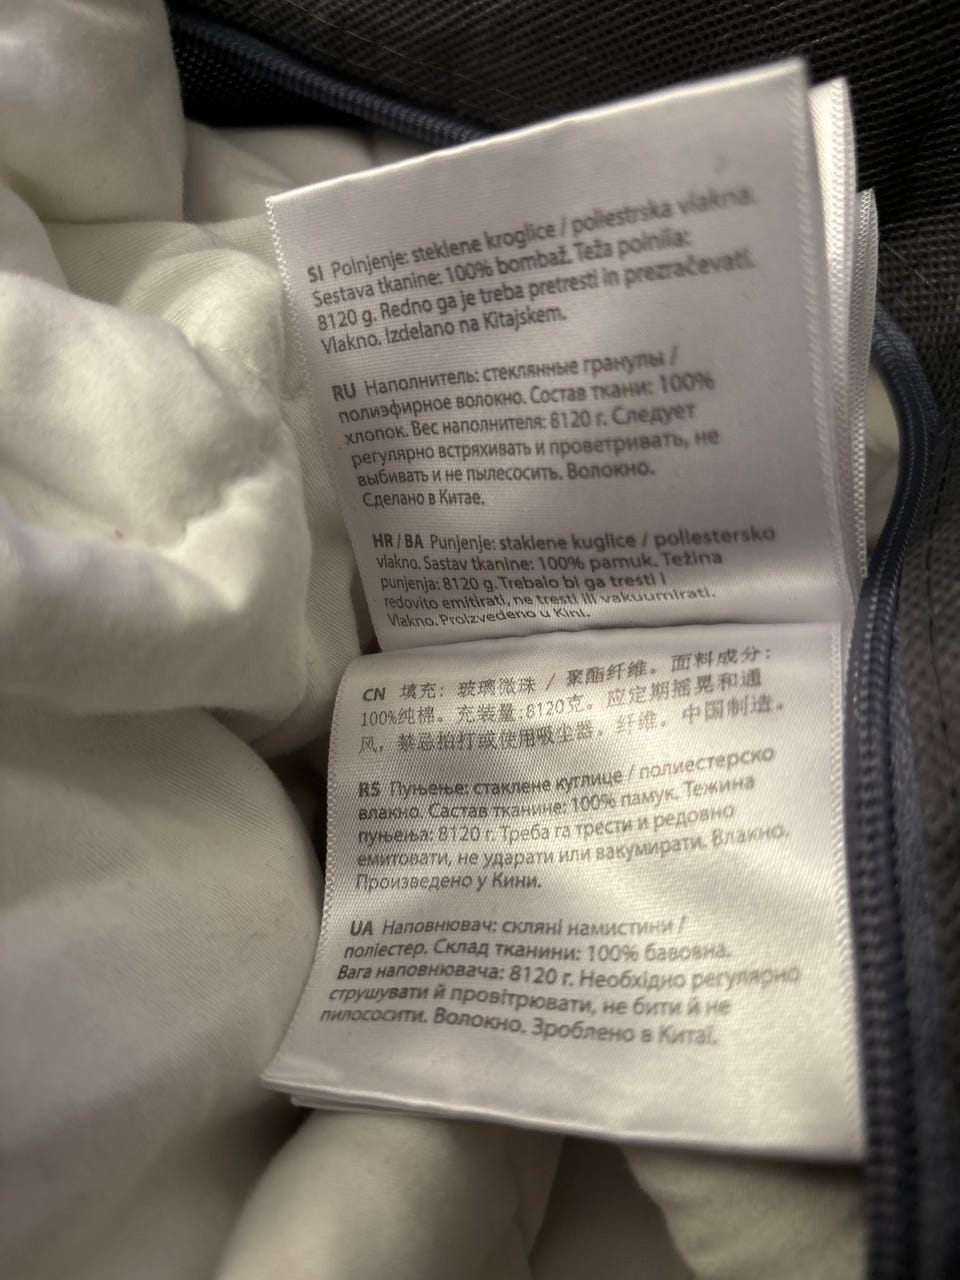 SI Polnjenje: steklene kroglice / poliestrska vlakna.
Sestava tkanine: 100% bombaž. Teža polnila:
8120 g. Redno ga je treba pretresti in prezračevati.
Vlakno. Izdelano na Kitajskem.
RU Наполнитель: стеклянные гранулы /
полиэфирное волокно. Состав ткани: 100%
хлопок. Вес наполнителя: 8120 г. Следует
регулярно встряхивать и проветривать, не
выбивать и не пылесосить. Волокно.
Сделано в Китае.
HR / BA Punjenje: staklene kuglice / poliestersko
vlakno. Sastav tkanine: 100% pamuk. Težina
punjenja: 8120 g. Trebalo bi ga tresti i
redovito emitirati, ne tresti ili vakuumirati.
Vlakno. Proizvedeno u Kini.
CN 填充：玻璃微珠 / 聚酯纤维。面料成分：
100%纯棉。充装量:8120克。应定期摇晃和通
风，禁忌拍打或使用吸尘器。纤维。中国制造。
RS Пуњење: стаклене куглице / полиестерско
влакно. Састав тканине: 100% памук. Тежина
пуњења: 8120 г. Треба га трести и редовно
емитовати, не ударати или вакумирати. Влакно.
Произведено у Кини.
UA Наповнювач: скляні намистини /
поліестер. Склад тканини: 100% бавовна.
Вага наповнювача: 8120 г. Необхідно регулярно
струшувати й провітрювати, не бити й не
пилососити. Волокно. Зроблено в Китаї.